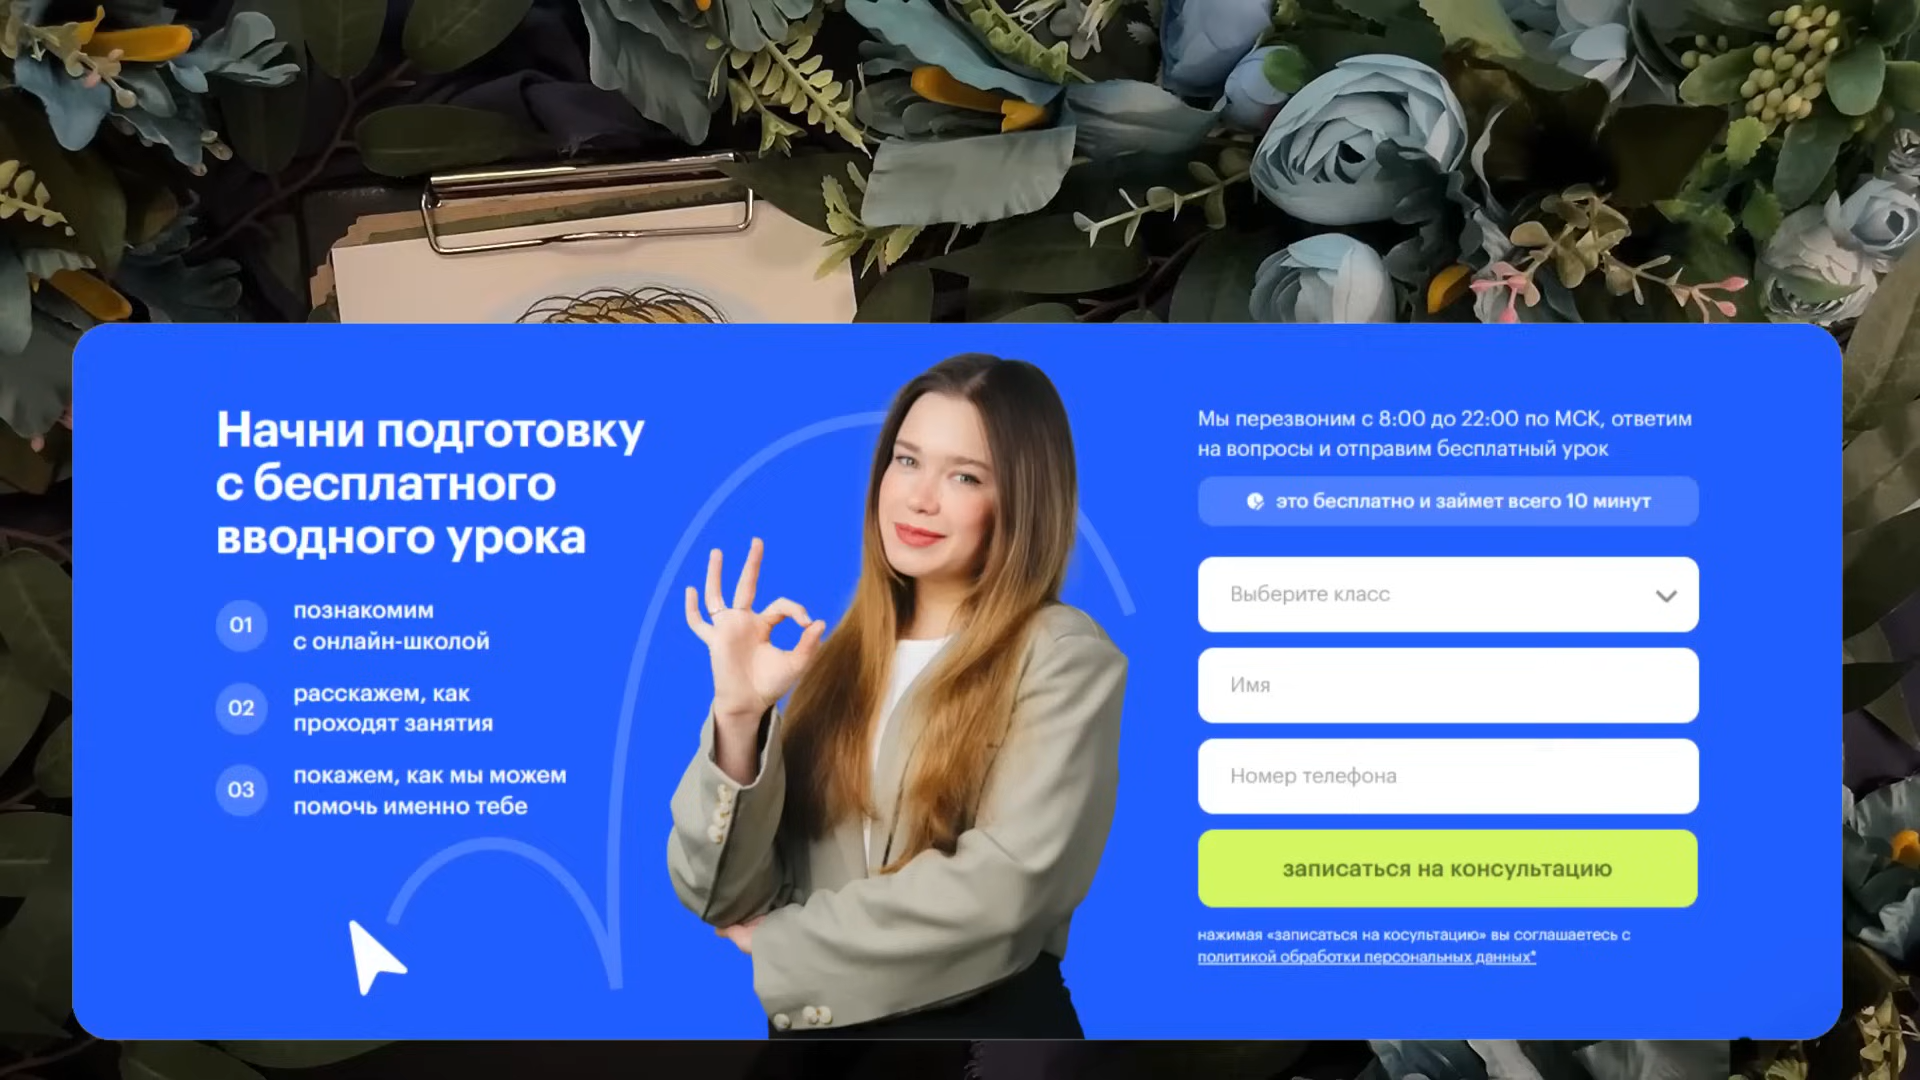 Начни подготовку
с бесплатного
вводного урока
01
познакомим
с онлайн-школой
02
расскажем, как
проходят занятия
03
покажем, как мы можем
помочь именно тебе
Мы перезвоним с 8:00 до 22:00 по МСК, ответим
на вопросы и отправим бесплатный урок
это бесплатно и займет всего 10 минут
Выберите класс
Имя
Номер телефона
записаться на консультацию
нажимая «записаться на косультацию» вы соглашаетесь с
политикой обработки персональных данных*